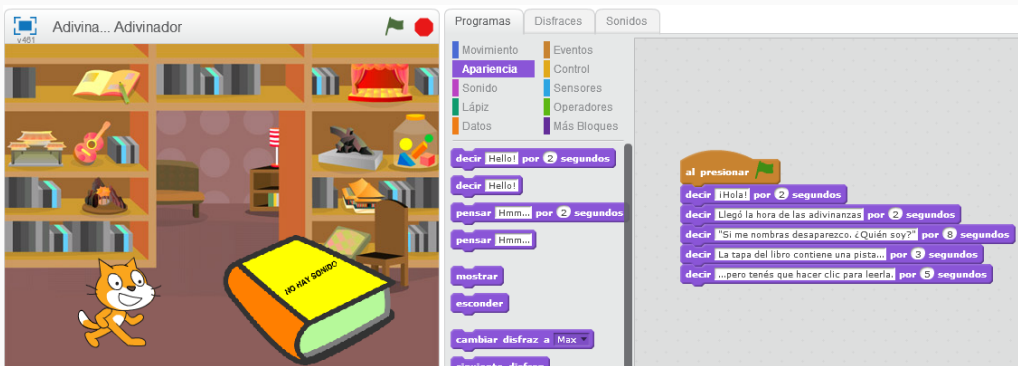 Adivina... Adivinador
v461
Programas
Disfraces
Sonidos
Movimiento
Eventos
Apariencia
Control
Sonido
Sensores
Lápiz
Operadores
Datos
Más Bloques
decir Hello! por 2 segundos
decir Hello!
pensar Hmm... por 2 segundos
pensar Hmm...
mostrar
esconder
cambiar disfraz a Max
siguiente disfraz
NO HAY SONIDO
al presionar
decir ¡Hola! por 2 segundos
decir Llegó la hora de las adivinanzas por 2 segundos
decir "Si me nombras desaparezco. ¿Quién soy?" por 8 segundos
decir La tapa del libro contiene una pista... por 3 segundos
decir ...pero tenés que hacer clic para leerla. por 5 segundos